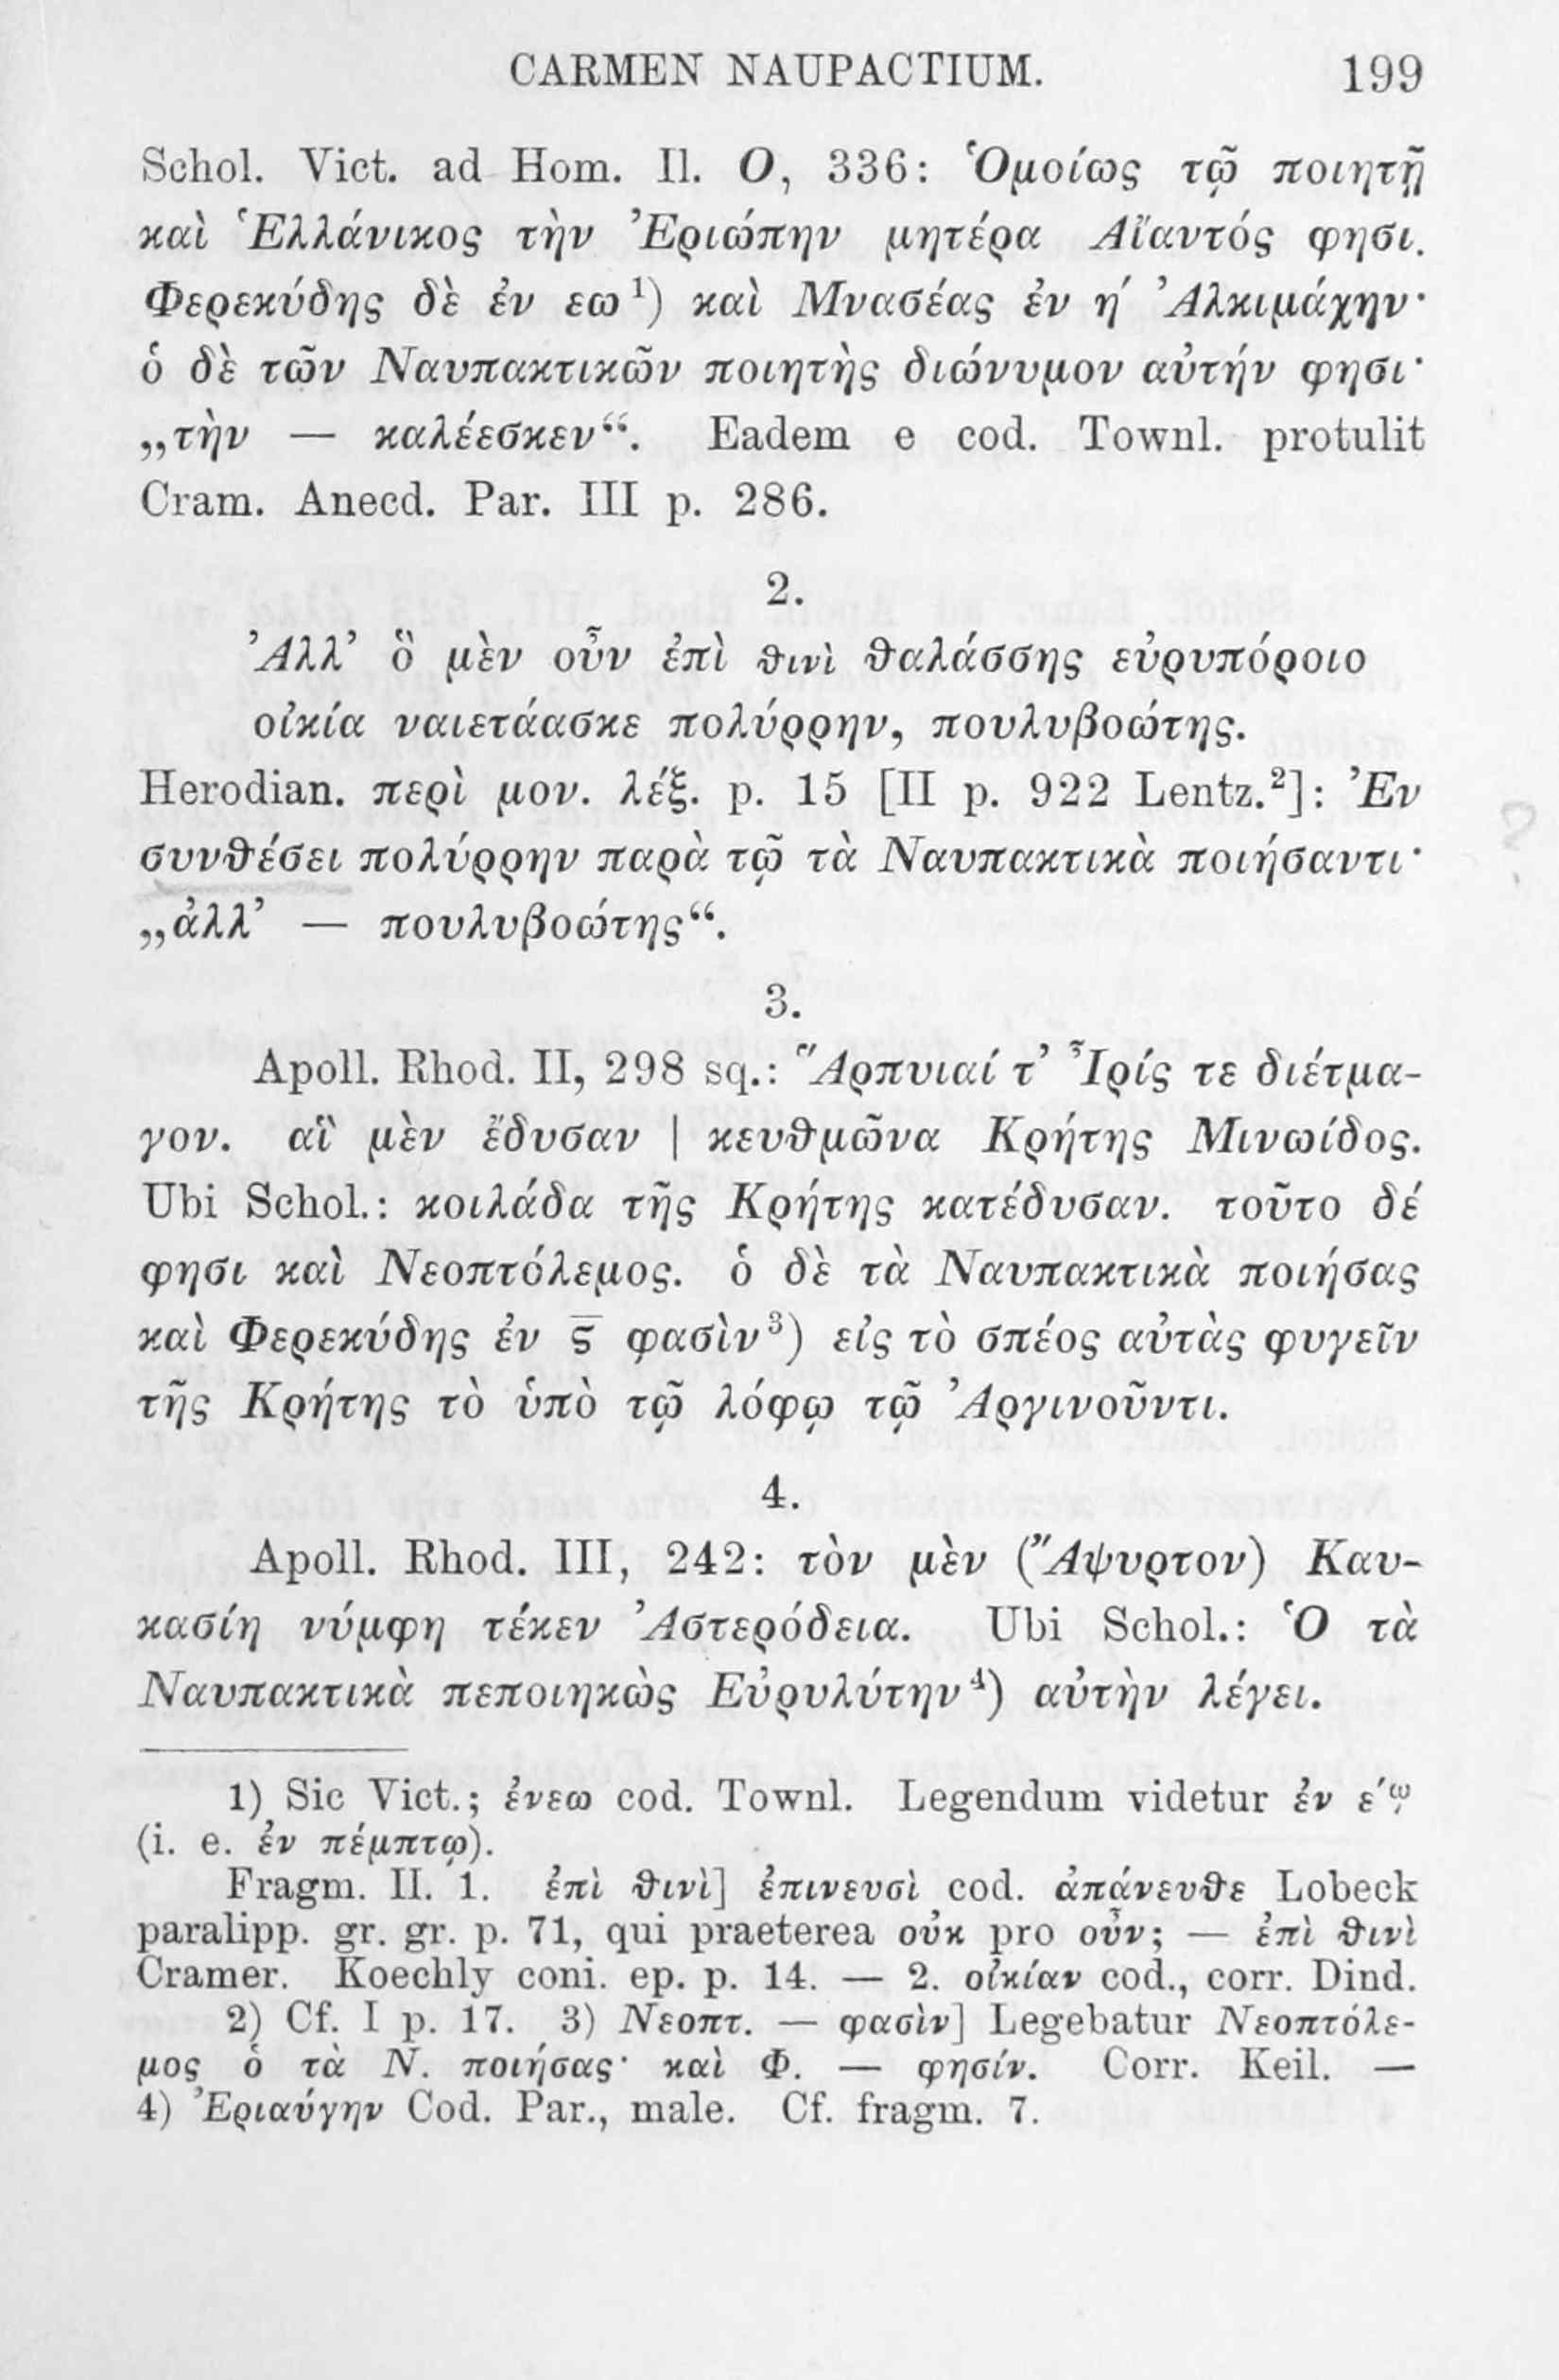 CARMEN NAUPACTIUM. 199
Schol. Vict. ad Hom. Il. O, 336: Ὁμοίως τῷ ποιητῇ
καὶ Ἑλλάνικος τὴν Ἐριώπην μητέρα Αἴαντός φησι.
Φερεκύδης δὲ ἐν εω¹) καὶ Μνασέας ἐν η΄ Ἀλκιμάχην·
ὁ δὲ τῶν Ναυπακτικῶν ποιητὴς διώνυμον αὐτήν φησι·
„τὴν — καλέεσκεν“. Eadem e cod. Townl. protulit
Cram. Anecd. Par. III p. 286.
2.
Ἀλλ’ ὃ μὲν οὖν ἐπὶ θινὶ θαλάσσης εὐρυπόροιο
οἰκία ναιετάασκε πολύρρην, πουλυβοώτης.
Herodian. περὶ μον. λέξ. p. 15 [II p. 922 Lentz.²]: Ἐν
συνθέσει πολύρρην παρὰ τῷ τὰ Ναυπακτικὰ ποιήσαντι·
„ἀλλ’ — πουλυβοώτης“.
3.
Apoll. Rhod. II, 298 sq.: Ἅρπυιαί τ’ Ἶρίς τε διέτμα-
γον. αἳ μὲν ἔδυσαν | κευθμῶνα Κρήτης Μινωίδος.
Ubi Schol.: κοιλάδα τῆς Κρήτης κατέδυσαν. τοῦτο δέ
φησι καὶ Νεοπτόλεμος. ὁ δὲ τὰ Ναυπακτικὰ ποιήσας
καὶ Φερεκύδης ἐν ϛ̅ φασὶν³) εἰς τὸ σπέος αὐτὰς φυγεῖν
τῆς Κρήτης τὸ ὑπὸ τῷ λόφῳ τῷ Ἀργινοῦντι.
4.
Apoll. Rhod. III, 242: τὸν μὲν (Ἄψυρτον) Καυ-
κασίη νύμφη τέκεν Ἀστερόδεια. Ubi Schol.: Ὁ τὰ
Ναυπακτικὰ πεποιηκὼς Εὐρυλύτην⁴) αὐτὴν λέγει.
1) Sic Vict.; ἐνεω cod. Townl. Legendum videtur ἐν ε΄ῳ
(i. e. ἐν πέμπτῳ).
Fragm. II. 1. ἐπὶ θινὶ] ἐπινευσὶ cod. ἀπάνευθε Lobeck
paralipp. gr. gr. p. 71, qui praeterea οὐκ pro οὖν; — ἐπὶ θινὶ
Cramer. Koechly coni. ep. p. 14. — 2. οἰκίαν cod., corr. Dind.
2) Cf. I p. 17. 3) Νεοπτ. — φασὶν] Legebatur Νεοπτόλε-
μος ὁ τὰ Ν. ποιήσας· καὶ Φ. — φησίν. Corr. Keil. —
4) Ἐριαύγην Cod. Par., male. Cf. fragm. 7.